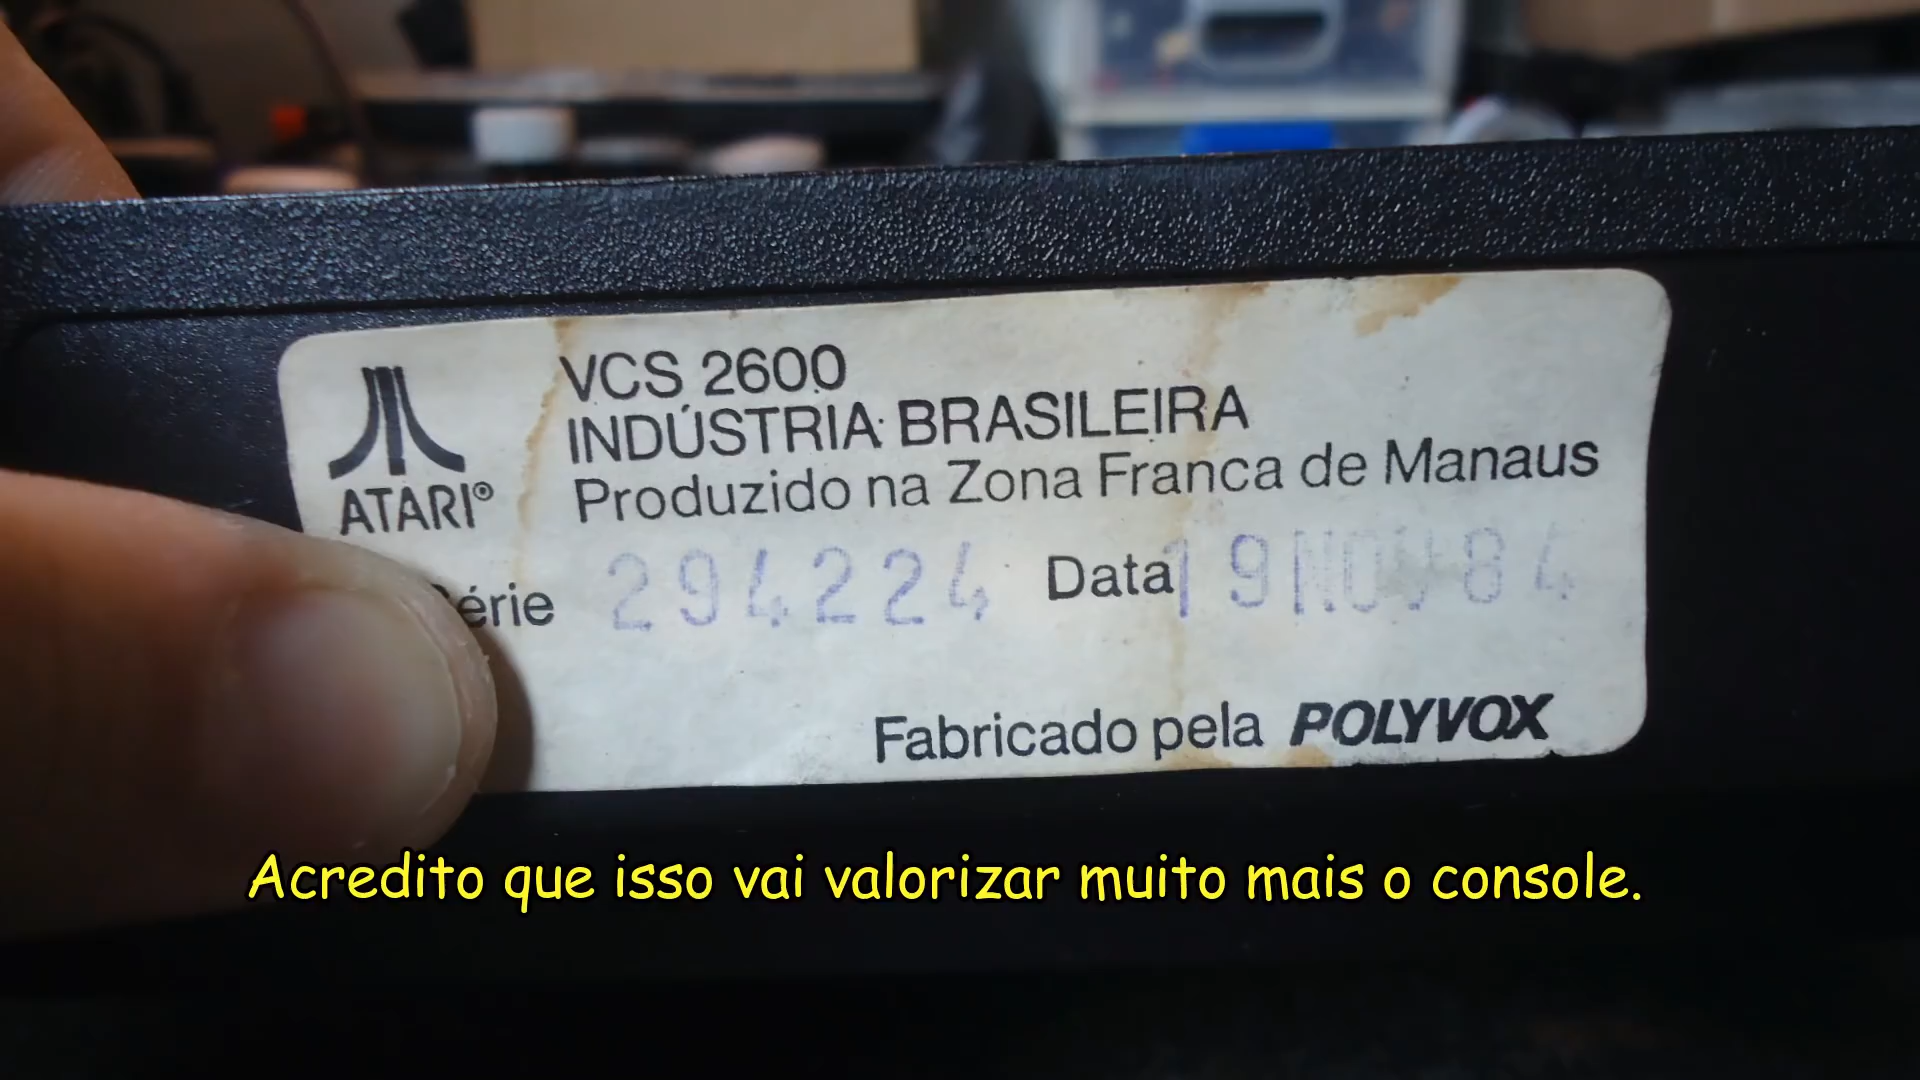 VCS 2600
INDÚSTRIA BRASILEIRA
Produzido na Zona Franca de Manaus
ATARI®
Série 294224 Data 19NOV84
Fabricado pela POLYVOX
Acredito que isso vai valorizar muito mais o console.